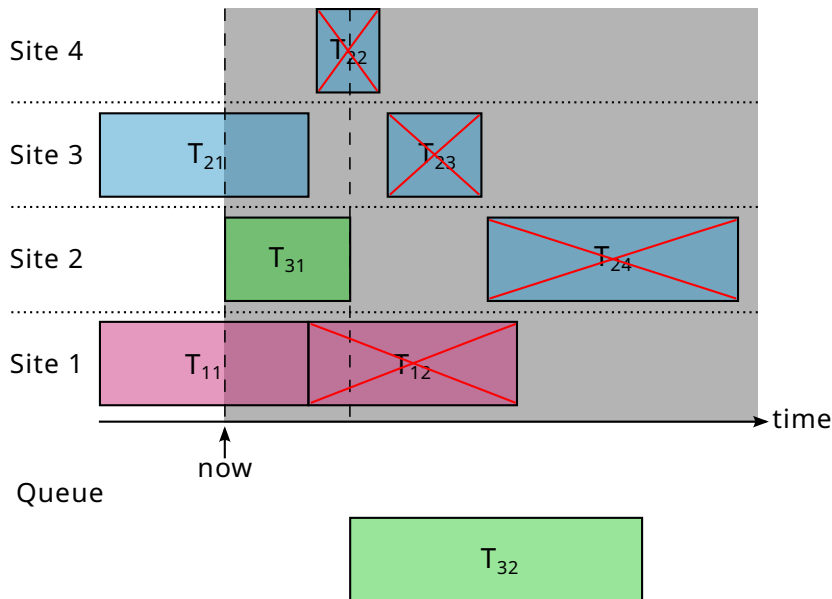 Site 4
T22
Site 3
T21
T23
Site 2
T31
T24
Site 1
T11
T12
time
now
Queue
T32